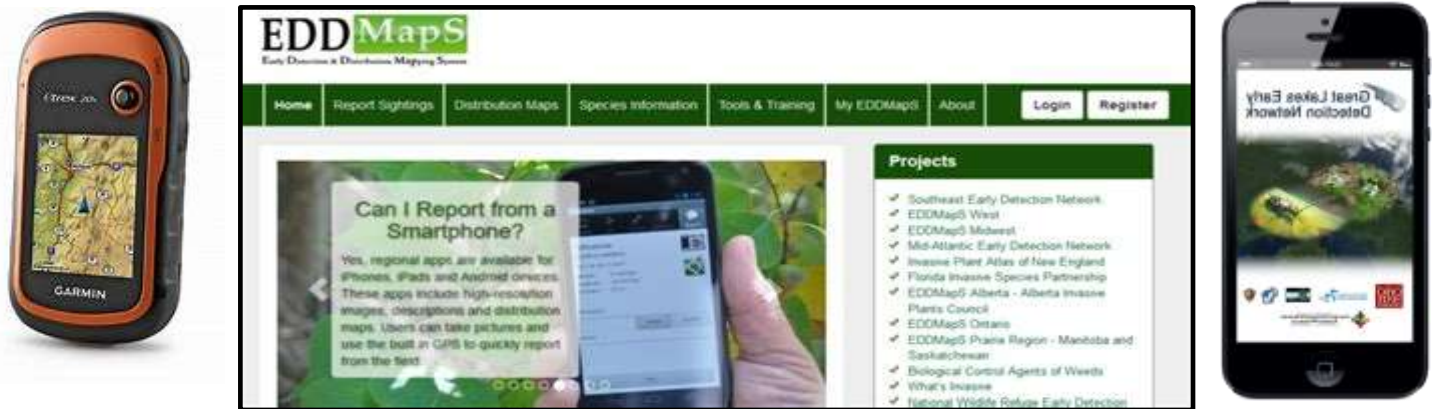 eTrex 20x
GARMIN
EDDMapS
Early Detection & Distribution Mapping System
Home
Report Sightings
Distribution Maps
Species Information
Tools & Training
My EDDMapS
About
Login
Register
Can I Report from a
Smartphone?
Yes, regional apps are available for
iPhones, iPads and Android devices.
These apps include high-resolution
images, descriptions and distribution
maps. Users can take pictures and
use the built in GPS to quickly report
from the field
Projects
Southeast Early Detection Network
EDDMapS West
EDDMapS Midwest
Mid-Atlantic Early Detection Network
Invasive Plant Atlas of New England
Florida Invasive Species Partnership
EDDMapS Alberta - Alberta Invasive
Plants Council
EDDMapS Ontario
EDDMapS Prairie Region - Manitoba and
Saskatchewan
Biological Control Agents of Weeds
What's Invasive
National Wildlife Refuge Early Detection
Great Lakes Early
Detection Network